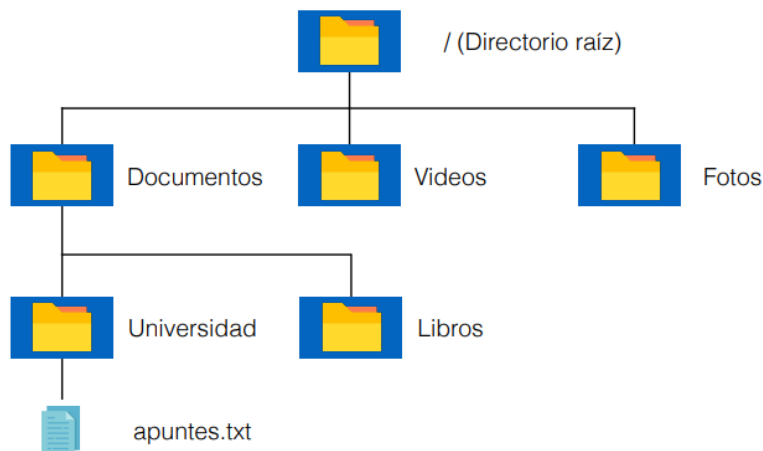 / (Directorio raíz)
Documentos
Videos
Fotos
Universidad
Libros
apuntes.txt